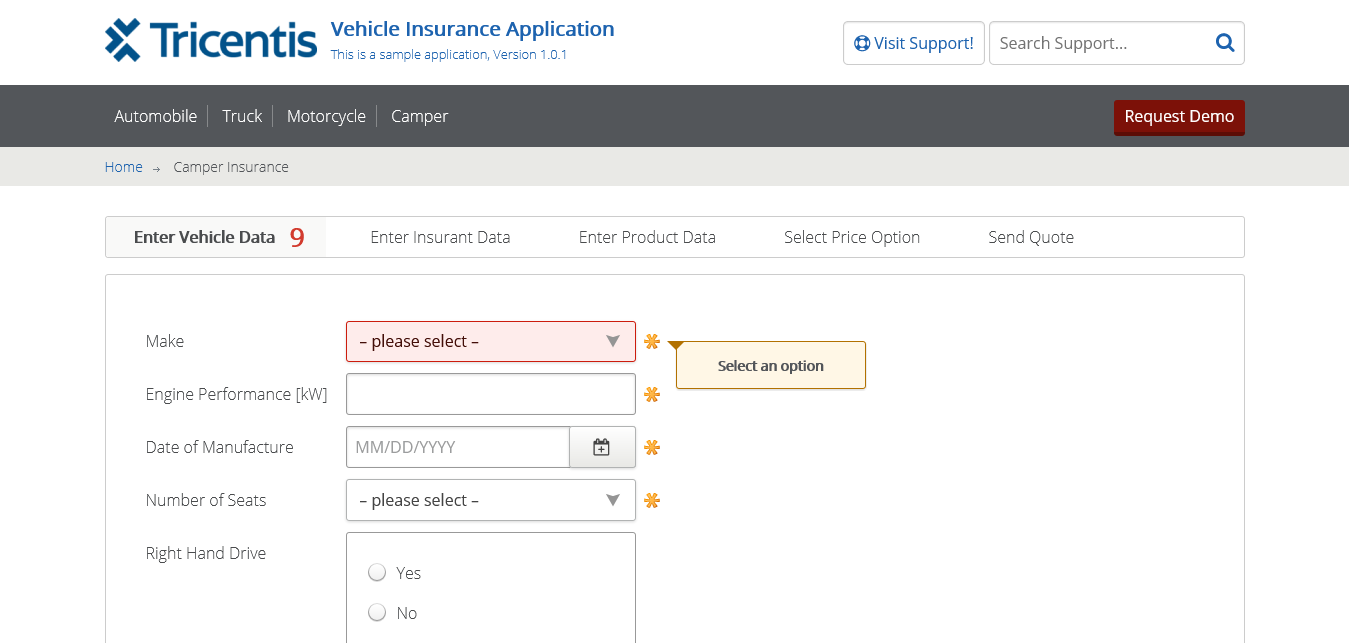 Tricentis
Vehicle Insurance Application
This is a sample application, Version 1.0.1
Visit Support!
Search Support...
Automobile
Truck
Motorcycle
Camper
Request Demo
Home → Camper Insurance
Enter Vehicle Data 9
Enter Insurant Data
Enter Product Data
Select Price Option
Send Quote
Make
– please select –
Select an option
Engine Performance [kW]
Date of Manufacture
MM/DD/YYYY
Number of Seats
– please select –
Right Hand Drive
Yes
No